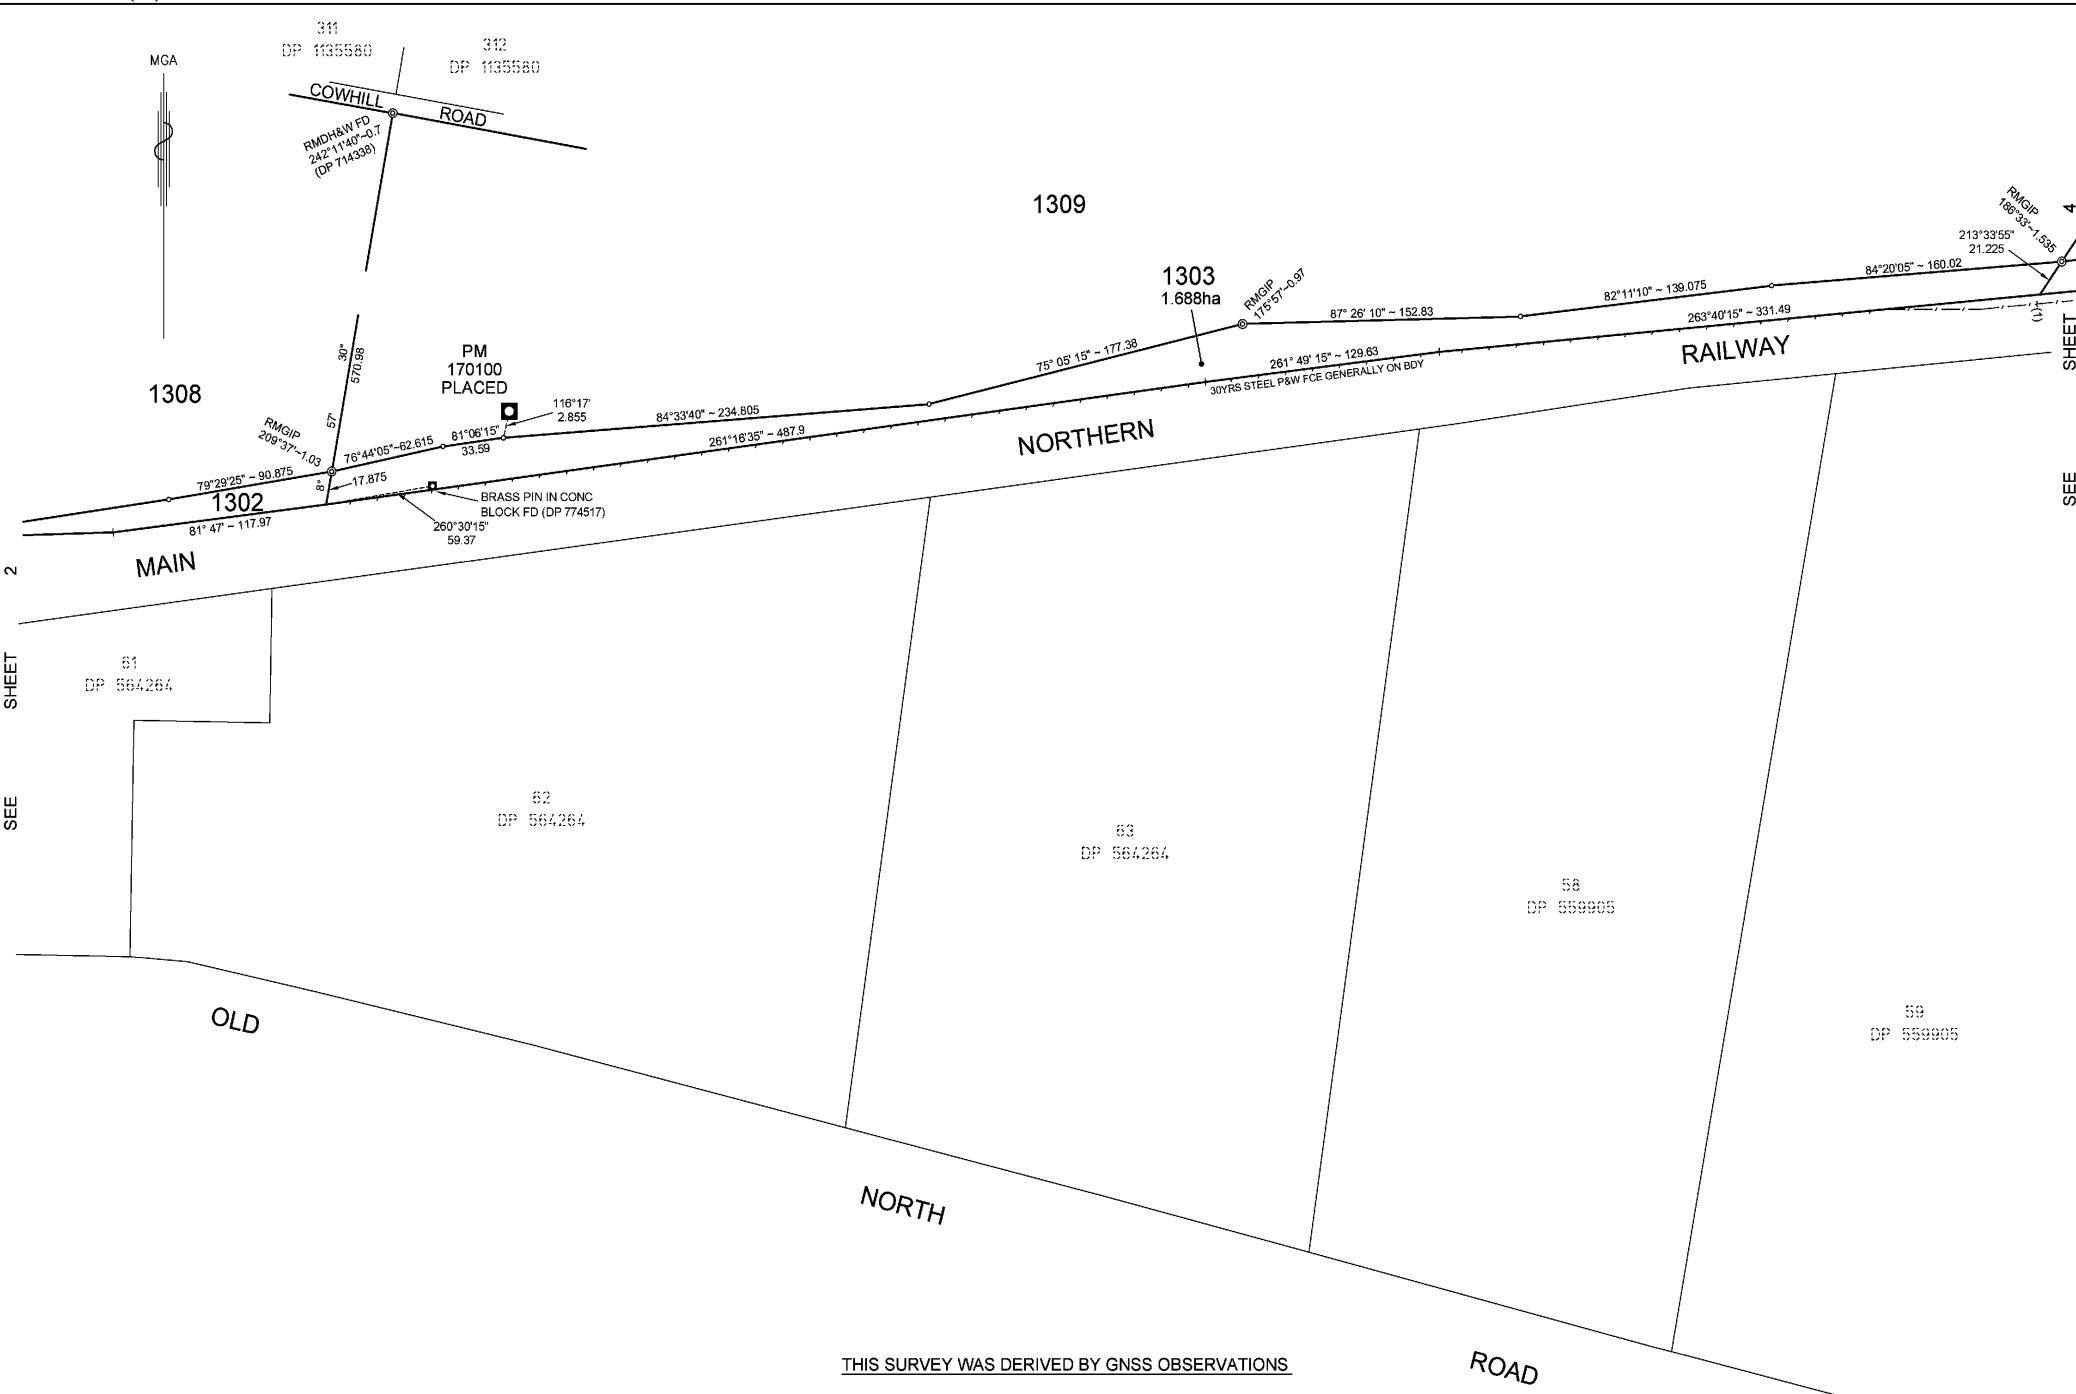 311
DP 1135580
312
DP 1135580
MGA
COWHILL
ROAD
RMDH&W FD
242°11'40"~0.7
(DP 714338)
1309
RMGIP
186°33'~1.535
4
213°33'55"
21.225
84°20'05" ~ 160.02
1303
1.688ha
RMGIP
175°57'~0.97
82°11'10" ~ 139.075
87° 26' 10" ~ 152.83
263°40'15" ~ 331.49
(1)
SHEET
RAILWAY
75° 05' 15" ~ 177.38
261° 49' 15" ~ 129.63
30YRS STEEL P&W FCE GENERALLY ON BDY
30"
570.98
57'
PM
170100
PLACED
1308
116°17'
2.855
84°33'40" ~ 234.805
NORTHERN
RMGIP
209°37'~1.03
76°44'05"~62.615
81°06'15"
33.59
261°16'35" ~ 487.9
79°29'25" ~ 90.875
8°
17.875
1302
81° 47' ~ 117.97
BRASS PIN IN CONC
BLOCK FD (DP 774517)
260°30'15"
59.37
SEE
MAIN
2
SHEET
SEE
61
DP 564264
62
DP 564264
63
DP 564264
58
DP 559905
59
DP 559905
OLD
NORTH
ROAD
THIS SURVEY WAS DERIVED BY GNSS OBSERVATIONS